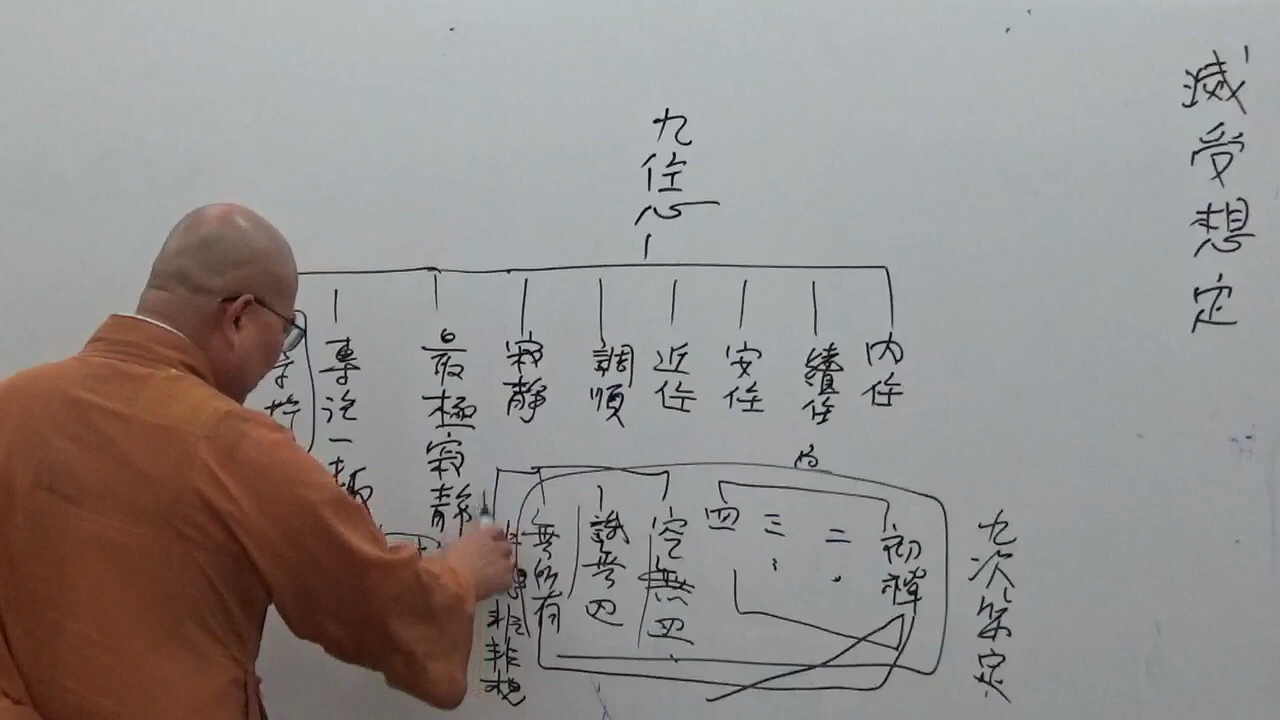 滅受想定
九住心
內住
續住
安住
近住
調順
寂靜
最極寂靜
專注一趣
等持
九次第定
初禪
二
三
四
空無邊
識無邊
無所有
非想非非想